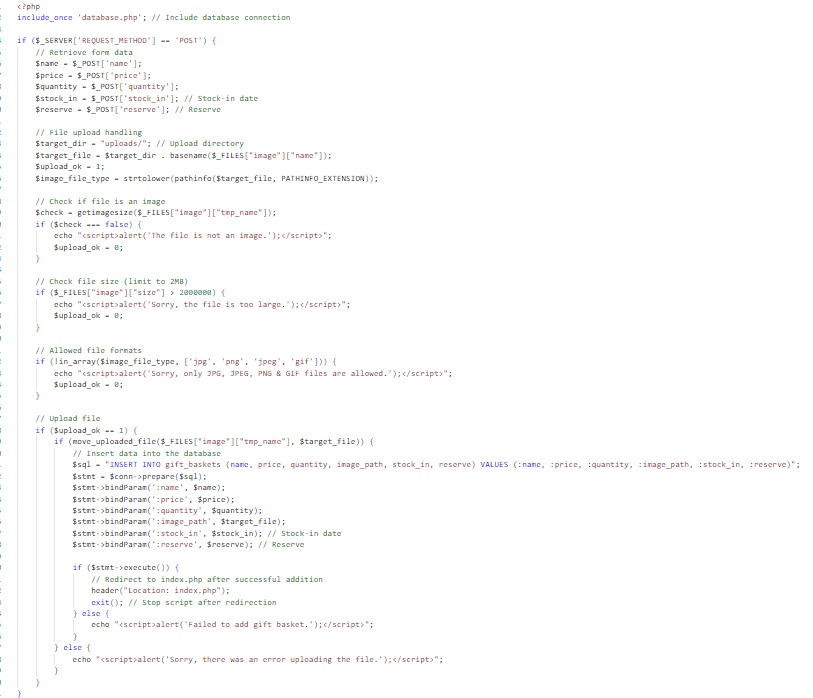 <?php
include_once 'database.php'; // Include database connection
if ($_SERVER['REQUEST_METHOD'] == 'POST') {
// Retrieve form data
$name = $_POST['name'];
$price = $_POST['price'];
$quantity = $_POST['quantity'];
$stock_in = $_POST['stock_in']; // Stock-in date
$reserve = $_POST['reserve']; // Reserve
// File upload handling
$target_dir = "uploads/"; // Upload directory
$target_file = $target_dir . basename($_FILES["image"]["name"]);
$upload_ok = 1;
$image_file_type = strtolower(pathinfo($target_file, PATHINFO_EXTENSION));
// Check if file is an image
$check = getimagesize($_FILES["image"]["tmp_name"]);
if ($check === false) {
echo "<script>alert('The file is not an image.');</script>";
$upload_ok = 0;
}
// Check file size (limit to 2MB)
if ($_FILES["image"]["size"] > 2000000) {
echo "<script>alert('Sorry, the file is too large.');</script>";
$upload_ok = 0;
}
// Allowed file formats
if (!in_array($image_file_type, ['jpg', 'png', 'jpeg', 'gif'])) {
echo "<script>alert('Sorry, only JPG, JPEG, PNG & GIF files are allowed.');</script>";
$upload_ok = 0;
}
// Upload file
if ($upload_ok == 1) {
if (move_uploaded_file($_FILES["image"]["tmp_name"], $target_file)) {
// Insert data into the database
$sql = "INSERT INTO gift_baskets (name, price, quantity, image_path, stock_in, reserve) VALUES (:name, :price, :quantity, :image_path, :stock_in, :reserve)";
$stmt = $conn->prepare($sql);
$stmt->bindParam(':name', $name);
$stmt->bindParam(':price', $price);
$stmt->bindParam(':quantity', $quantity);
$stmt->bindParam(':image_path', $target_file);
$stmt->bindParam(':stock_in', $stock_in); // Stock-in date
$stmt->bindParam(':reserve', $reserve); // Reserve
if ($stmt->execute()) {
// Redirect to index.php after successful addition
header("Location: index.php");
exit(); // Stop script after redirection
} else {
echo "<script>alert('Failed to add gift basket.');</script>";
}
} else {
echo "<script>alert('Sorry, there was an error uploading the file.');</script>";
}
}
}